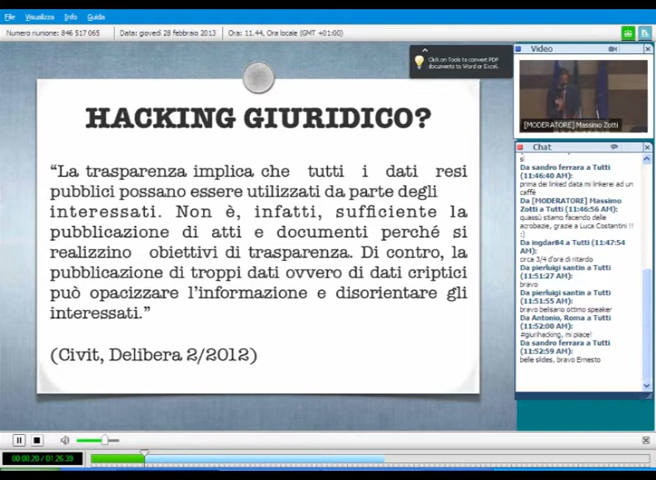 File Visualizza Info Guida
Numero riunione: 846 517 065 Data: giovedì 28 febbraio 2013 Ora: 11.44, Ora locale (GMT +01:00)
Click on Tools to convert PDF
documents to Word or Excel.
HACKING GIURIDICO?
“La trasparenza implica che tutti i dati resi
pubblici possano essere utilizzati da parte degli
interessati. Non è, infatti, sufficiente la
pubblicazione di atti e documenti perché si
realizzino obiettivi di trasparenza. Di contro, la
pubblicazione di troppi dati ovvero di dati criptici
può opacizzare l’informazione e disorientare gli
interessati.”
(Civit, Delibera 2/2012)
Video
[MODERATORE] Massimo Zotti
Chat
si
Da sandro ferrara a Tutti
(11:46:40 AM):
prima dei linked data mi linkerei ad un
caffè
Da [MODERATORE] Massimo
Zotti a Tutti (11:46:56 AM):
quassù stiamo facendo delle
acrobazie, grazie a Luca Costantini !!
:)
Da ingdar84 a Tutti (11:47:54
AM):
circa 3/4 d'ora di ritardo
Da pierluigi santin a Tutti
(11:51:27 AM):
bravo
Da pierluigi santin a Tutti
(11:51:55 AM):
bravo belisario ottimo speaker
Da Antonio, Roma a Tutti
(11:52:00 AM):
#giurihacking, mi piace!
Da sandro ferrara a Tutti
(11:52:59 AM):
belle slides, bravo Ernesto
00:08:20 / 01:26:39